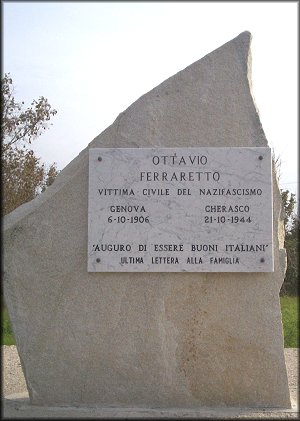 OTTAVIO
FERRARETTO
VITTIMA CIVILE DEL NAZIFASCISMO
GENOVA CHERASCO
6-10-1906 21-10-1944
"AUGURO DI ESSERE BUONI ITALIANI"
ULTIMA LETTERA ALLA FAMIGLIA